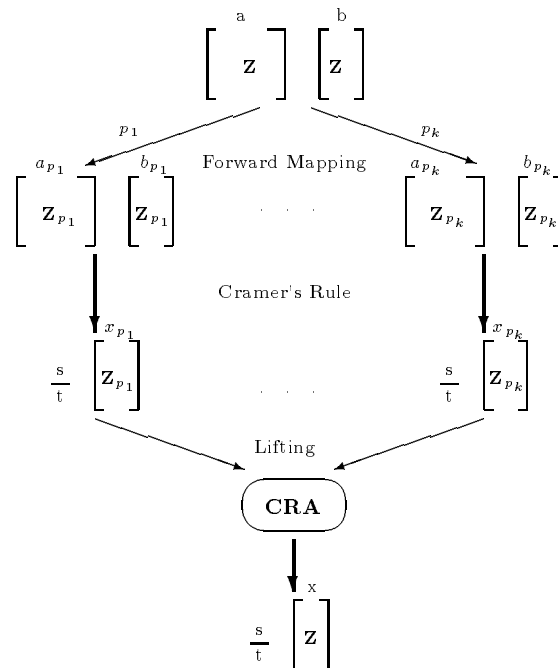 a b
Z Z
p1 pk
ap1 bp1 Forward Mapping apk bpk
Zp1 Zp1 . . . Zpk Zpk
Cramer's Rule
xp1 xpk
s/t Zp1 . . . s/t Zpk
Lifting
CRA
x
s/t Z